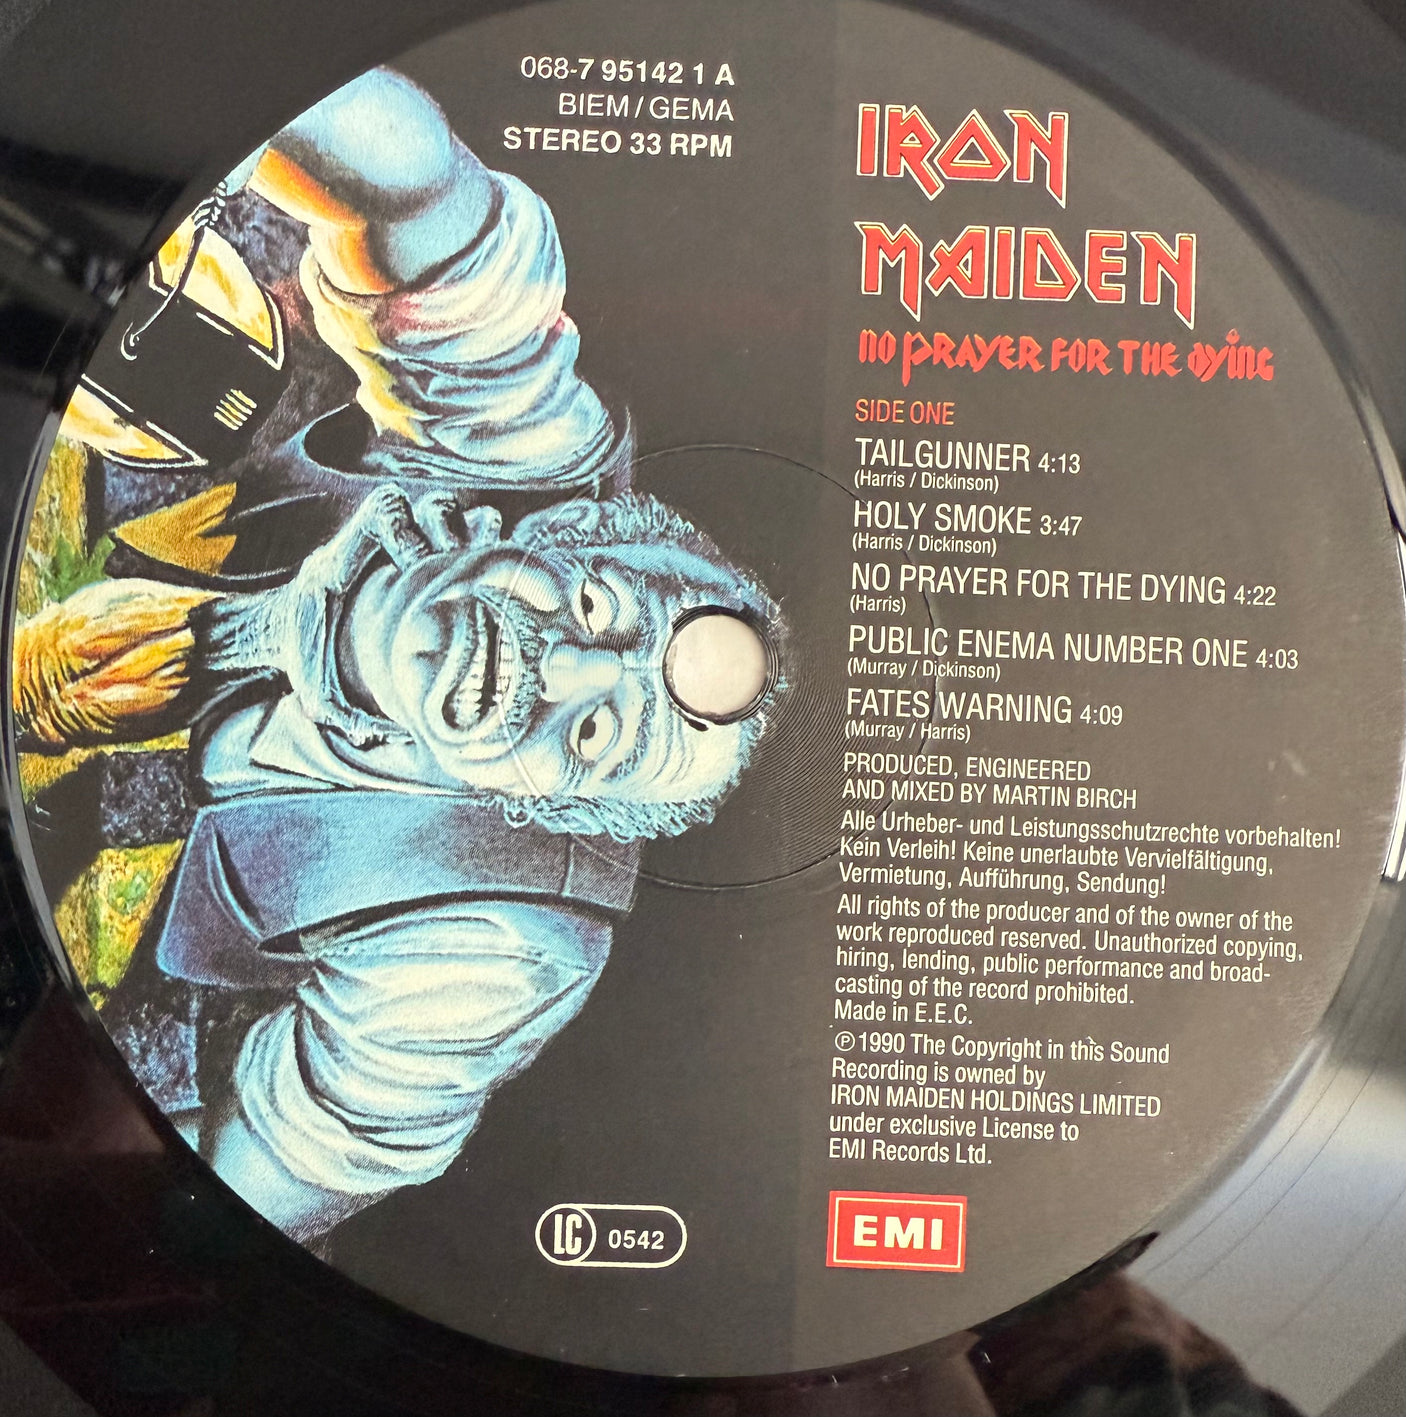 068-7 95142 1 A
BIEM / GEMA
STEREO 33 RPM
IRON
MAIDEN
NO PRAYER FOR THE DYING
SIDE ONE
TAILGUNNER 4:13
(Harris / Dickinson)
HOLY SMOKE 3:47
(Harris / Dickinson)
NO PRAYER FOR THE DYING 4:22
(Harris)
PUBLIC ENEMA NUMBER ONE 4:03
(Murray / Dickinson)
FATES WARNING 4:09
(Murray / Harris)
PRODUCED, ENGINEERED
AND MIXED BY MARTIN BIRCH
Alle Urheber- und Leistungsschutzrechte vorbehalten!
Kein Verleih! Keine unerlaubte Vervielfältigung,
Vermietung, Aufführung, Sendung!
All rights of the producer and of the owner of the
work reproduced reserved. Unauthorized copying,
hiring, lending, public performance and broad-
casting of the record prohibited.
Made in E.E.C.
℗ 1990 The Copyright in this Sound
Recording is owned by
IRON MAIDEN HOLDINGS LIMITED
under exclusive License to
EMI Records Ltd.
LC 0542
EMI